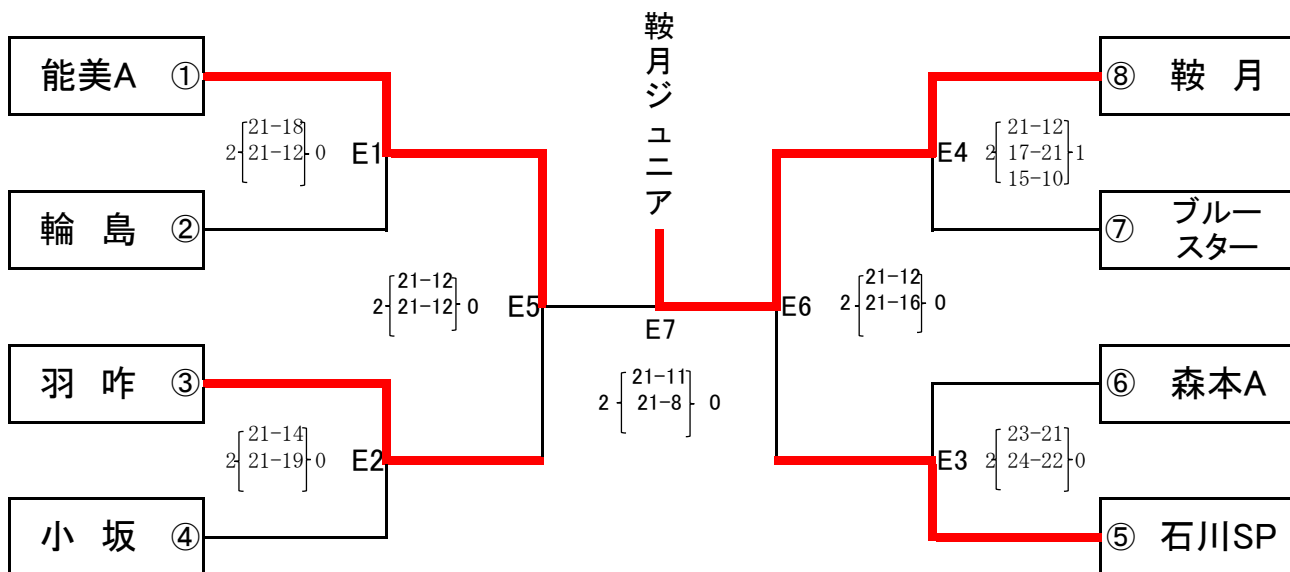 鞍月ジュニア
能美A ①
21-18
2 21-12 0 E1
輪 島 ②
21-12
2 21-12 0 E5
羽 咋 ③
21-14
2 21-19 0 E2
小 坂 ④
E7
21-11
2 21-8 0
⑧ 鞍 月
21-12
E4 2 17-21 1
15-10
⑦ ブルー
スター
21-12
E6 2 21-16 0
⑥ 森本A
23-21
E3 2 24-22 0
⑤ 石川SP